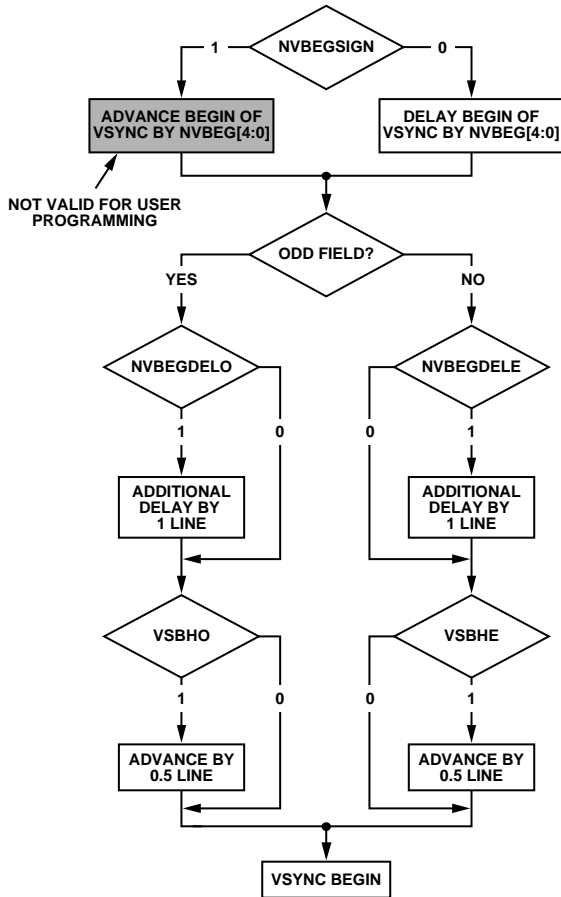 NVBEGSIGN
1
0
ADVANCE BEGIN OF
VSYNC BY NVBEG[4:0]
DELAY BEGIN OF
VSYNC BY NVBEG[4:0]
NOT VALID FOR USER
PROGRAMMING
ODD FIELD?
YES
NO
NVBEGDELO
NVBEGDELE
1
0
0
1
ADDITIONAL
DELAY BY
1 LINE
ADDITIONAL
DELAY BY
1 LINE
VSBHO
VSBHE
1
0
0
1
ADVANCE BY
0.5 LINE
ADVANCE BY
0.5 LINE
VSYNC BEGIN